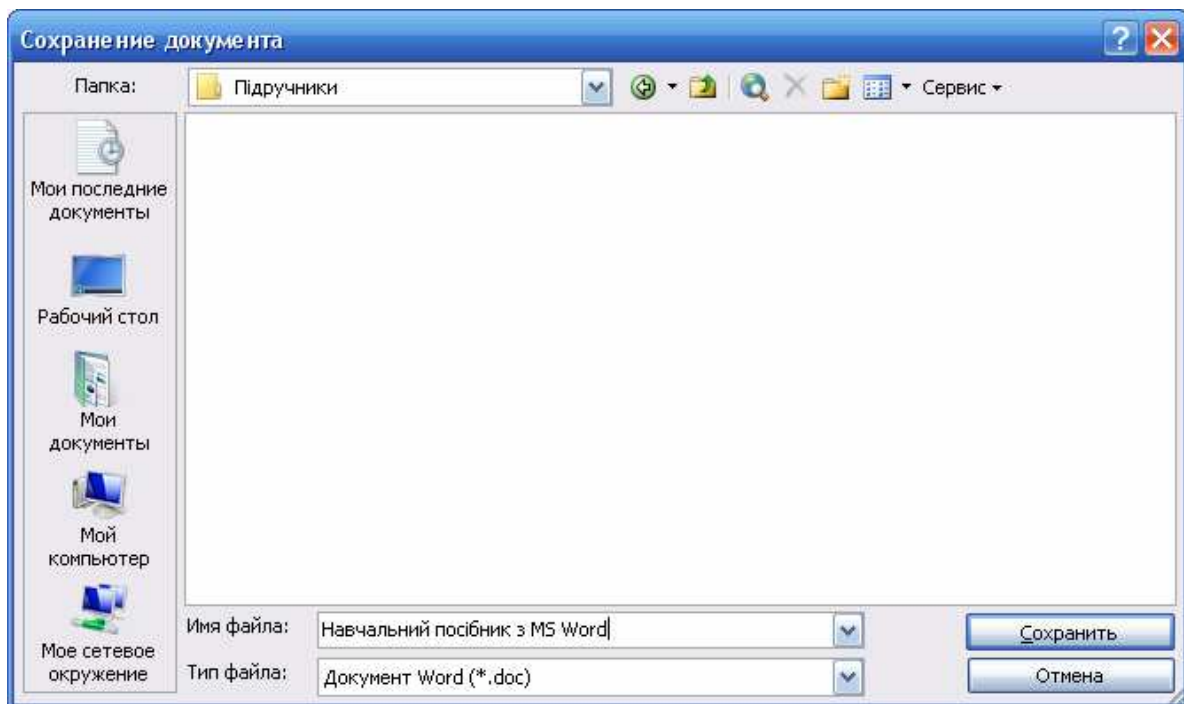 Сохранение документа
Папка:
Підручники
Сервис
Мои последние
документы
Рабочий стол
Мои
документы
Мой
компьютер
Мое сетевое
окружение
Имя файла:
Навчальний посібник з MS Word
Сохранить
Тип файла:
Документ Word (*.doc)
Отмена